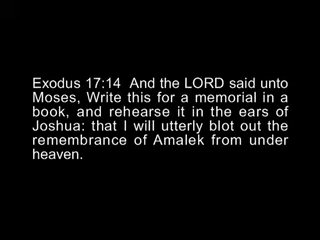 Exodus 17:14  And the LORD said unto
Moses, Write this for a memorial in a
book, and rehearse it in the ears of
Joshua: that I will utterly blot out the
remembrance of Amalek from under
heaven.